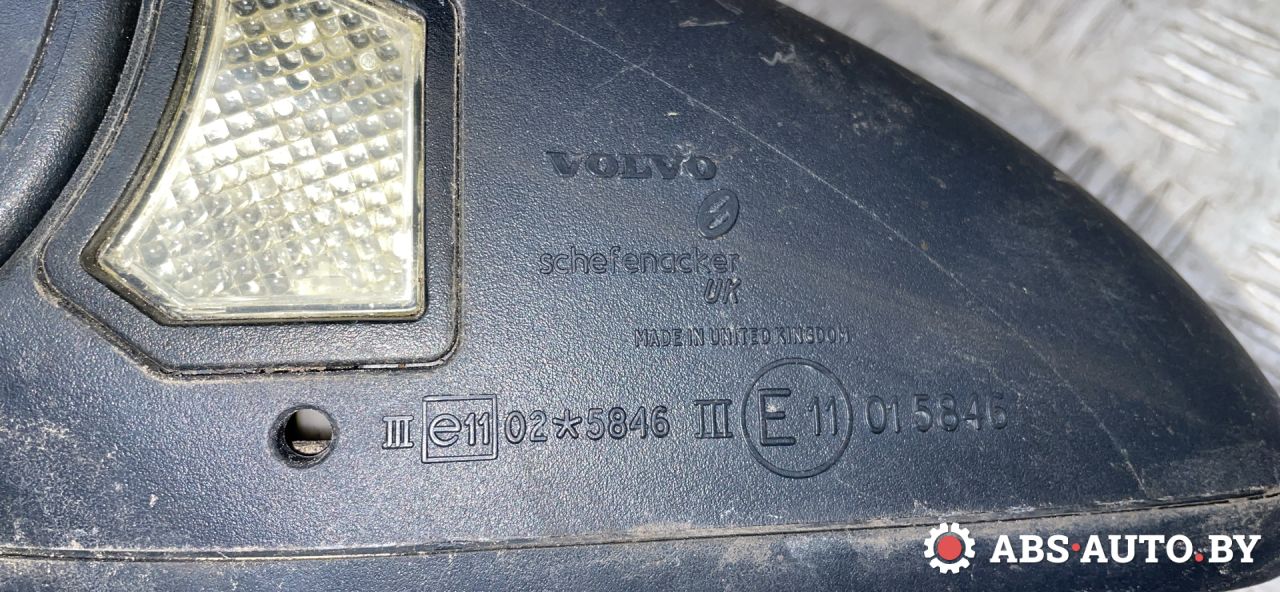 VOLVO
schefenacker
UK
MADE IN UNITED KINGDOM
III e11 02*5846 III E 11 015846
ABS·AUTO.BY